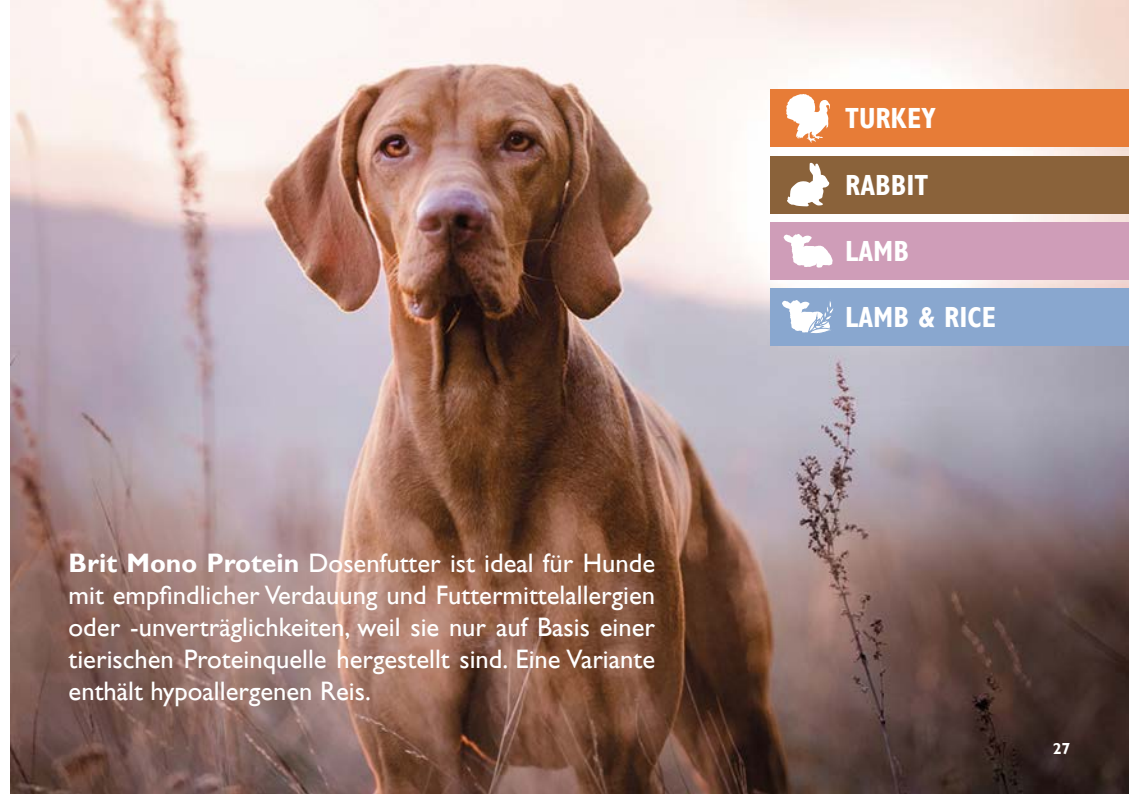 TURKEY
RABBIT
LAMB
LAMB & RICE
Brit Mono Protein Dosenfutter ist ideal für Hunde
mit empfindlicher Verdauung und Futtermittelallergien
oder -unverträglichkeiten, weil sie nur auf Basis einer
tierischen Proteinquelle hergestellt sind. Eine Variante
enthält hypoallergenen Reis.
27